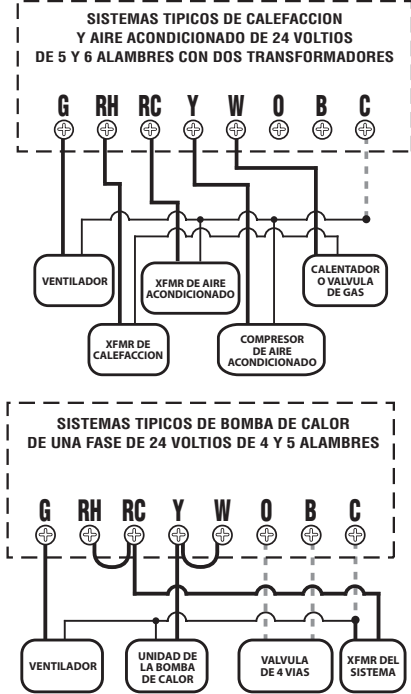 SISTEMAS TIPICOS DE CALEFACCION
Y AIRE ACONDICIONADO DE 24 VOLTIOS
DE 5 Y 6 ALAMBRES CON DOS TRANSFORMADORES
G RH RC Y W O B C
VENTILADOR
XFMR DE AIRE
ACONDICIONADO
CALENTADOR
O VALVULA
DE GAS
XFMR DE
CALEFACCION
COMPRESOR
DE AIRE
ACONDICIONADO
SISTEMAS TIPICOS DE BOMBA DE CALOR
DE UNA FASE DE 24 VOLTIOS DE 4 Y 5 ALAMBRES
G RH RC Y W O B C
VENTILADOR
UNIDAD DE
LA BOMBA
DE CALOR
VALVULA
DE 4 VIAS
XFMR DEL
SISTEMA